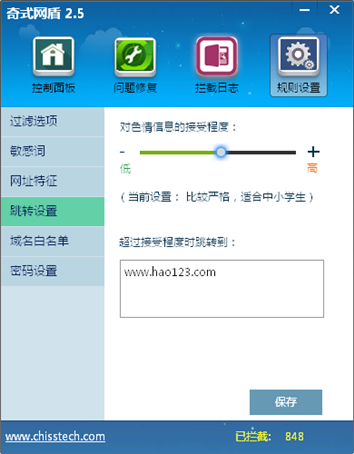 奇式网盾 2.5
控制面板
问题修复
拦截日志
规则设置
过滤选项
敏感词
网址特征
跳转设置
域名白名单
密码设置
对色情信息的接受程度：
- +
低 高
（当前设置： 比较严格，适合中小学生）
超过接受程度时跳转到：
www.hao123.com
保存
www.chisstech.com
已拦截: 848